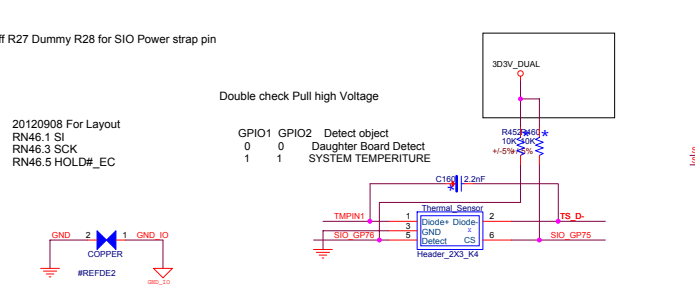 ff R27 Dummy R28 for SIO Power strap pin
3D3V_DUAL
Double check Pull high Voltage
20120908 For Layout
RN46.1 SI
RN46.3 SCK
RN46.5 HOLD#_EC
GPIO1 GPIO2 Detect object
0 0 Daughter Board Detect
1 1 SYSTEM TEMPERITURE
R452 R460
10K 10K
+/-5% +/-5%
C160 2.2nF
Thermal_Sensor
TMPIN1 1 Diode+ Diode- 2 TS_D-
3 GND x
SIO_GP76 5 Detect CS 6 SIO_GP75
Header_2X3_K4
GND 2 1 GND_IO
COPPER
#REFDE2
GND_IO